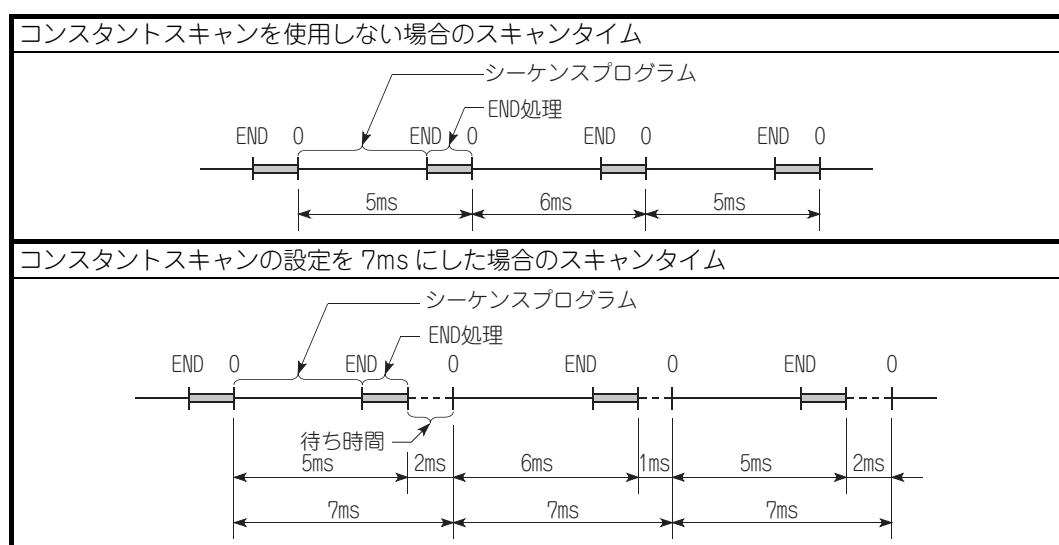 コンスタントスキャンを使用しない場合のスキャンタイム
シーケンスプログラム
END処理
END 0 END 0 END 0 END 0
5ms 6ms 5ms
コンスタントスキャンの設定を 7ms にした場合のスキャンタイム
シーケンスプログラム
END処理
END 0 END 0 END 0 END 0
待ち時間
5ms 2ms 6ms 1ms 5ms 2ms
7ms 7ms 7ms